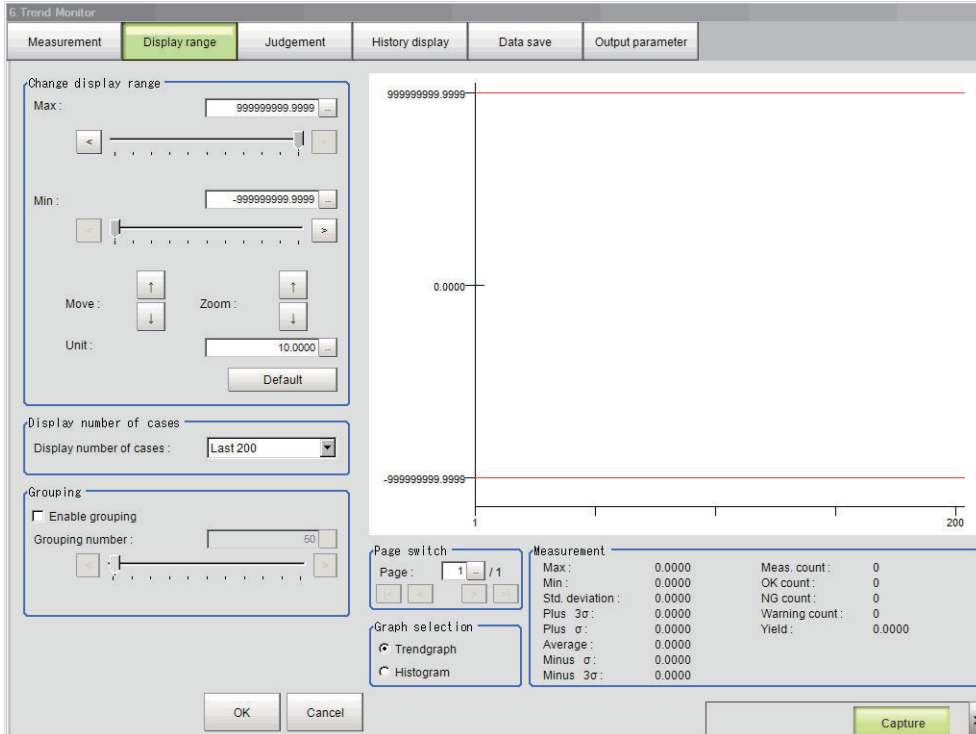 6.Trend Monitor
Measurement Display range Judgement History display Data save Output parameter
Change display range
Max : 999999999.9999 ...
< >
Min : -999999999.9999 ...
< >
Move : ↑ ↓ Zoom : ↑ ↓
Unit : 10.0000 ...
Default
Display number of cases
Display number of cases : Last 200
Grouping
Enable grouping
Grouping number : 50
< >
OK Cancel
999999999.9999
0.0000
-999999999.9999
1 200
Page switch
Page : 1 ... / 1
|< < > >|
Graph selection
Trendgraph
Histogram
Measurement
Max : 0.0000 Meas. count : 0
Min : 0.0000 OK count : 0
Std. deviation : 0.0000 NG count : 0
Plus 3σ : 0.0000 Warning count : 0
Plus σ : 0.0000 Yield : 0.0000
Average : 0.0000
Minus σ : 0.0000
Minus 3σ : 0.0000
Capture